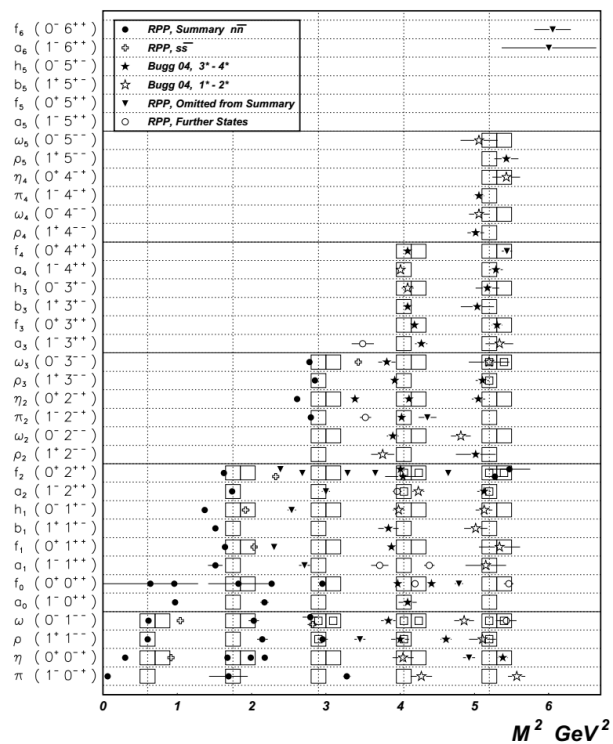 f₆ ( 0⁻ 6⁺⁺ )
a₆ ( 1⁻ 6⁺⁺ )
h₅ ( 0⁻ 5⁺⁻ )
b₅ ( 1⁺ 5⁺⁻ )
f₅ ( 0⁺ 5⁺⁺ )
a₅ ( 1⁻ 5⁺⁺ )
ω₅ ( 0⁻ 5⁻⁻ )
ρ₅ ( 1⁺ 5⁻⁻ )
η₄ ( 0⁺ 4⁻⁺ )
π₄ ( 1⁻ 4⁻⁺ )
ω₄ ( 0⁻ 4⁻⁻ )
ρ₄ ( 1⁺ 4⁻⁻ )
f₄ ( 0⁺ 4⁺⁺ )
a₄ ( 1⁻ 4⁺⁺ )
h₃ ( 0⁻ 3⁺⁻ )
b₃ ( 1⁺ 3⁺⁻ )
f₃ ( 0⁺ 3⁺⁺ )
a₃ ( 1⁻ 3⁺⁺ )
ω₃ ( 0⁻ 3⁻⁻ )
ρ₃ ( 1⁺ 3⁻⁻ )
η₂ ( 0⁺ 2⁻⁺ )
π₂ ( 1⁻ 2⁻⁺ )
ω₂ ( 0⁻ 2⁻⁻ )
ρ₂ ( 1⁺ 2⁻⁻ )
f₂ ( 0⁺ 2⁺⁺ )
a₂ ( 1⁻ 2⁺⁺ )
h₁ ( 0⁻ 1⁺⁻ )
b₁ ( 1⁺ 1⁺⁻ )
f₁ ( 0⁺ 1⁺⁺ )
a₁ ( 1⁻ 1⁺⁺ )
f₀ ( 0⁺ 0⁺⁺ )
a₀ ( 1⁻ 0⁺⁺ )
ω ( 0⁻ 1⁻⁻ )
ρ ( 1⁺ 1⁻⁻ )
η ( 0⁺ 0⁻⁺ )
π ( 1⁻ 0⁻⁺ )
RPP, Summary nn̅
RPP, ss̅
Bugg 04, 3* - 4*
Bugg 04, 1* - 2*
RPP, Omitted from Summary
RPP, Further States
0 1 2 3 4 5 6
M² GeV²